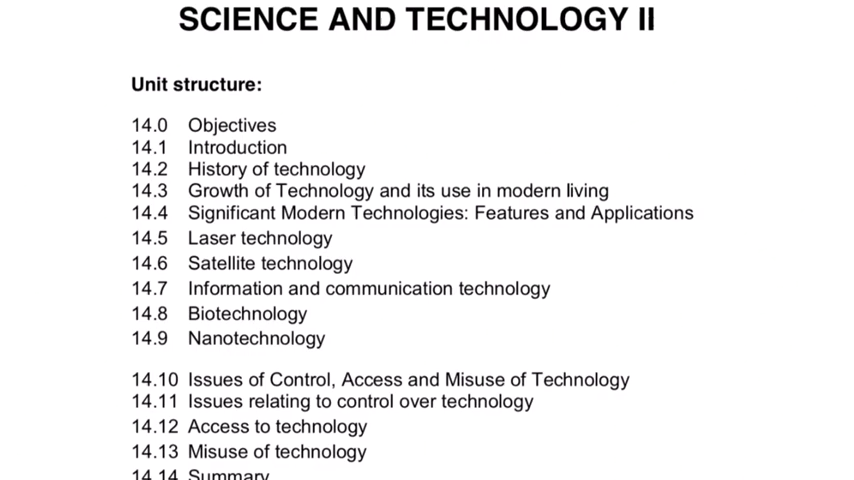 SCIENCE AND TECHNOLOGY II
Unit structure:
14.0 Objectives
14.1 Introduction
14.2 History of technology
14.3 Growth of Technology and its use in modern living
14.4 Significant Modern Technologies: Features and Applications
14.5 Laser technology
14.6 Satellite technology
14.7 Information and communication technology
14.8 Biotechnology
14.9 Nanotechnology
14.10 Issues of Control, Access and Misuse of Technology
14.11 Issues relating to control over technology
14.12 Access to technology
14.13 Misuse of technology
14.14 Summary